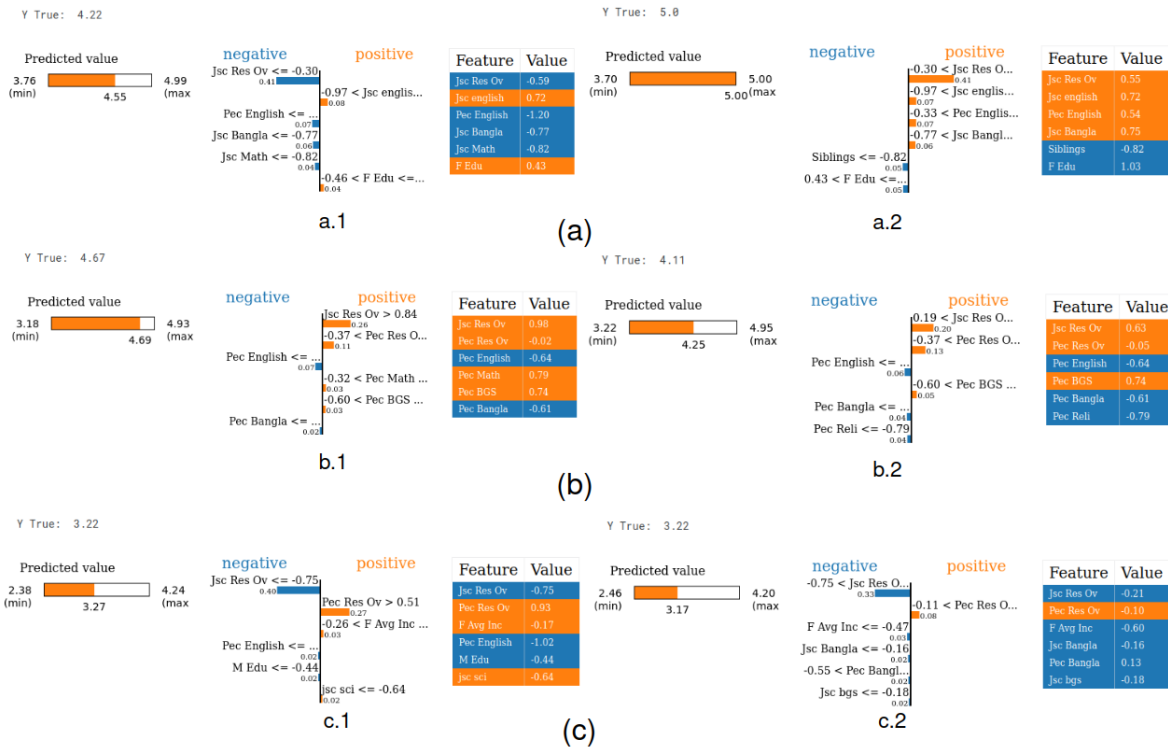 Y True: 4.22
Predicted value
3.76
(min)
4.99
(max
4.55
negative
positive
Jsc Res Ov <= -0.30
0.41
-0.97 < Jsc englis...
0.08
Pec English <= ...
0.07
Jsc Bangla <= -0.77
0.06
Jsc Math <= -0.82
0.04
-0.46 < F Edu <=...
0.04
Feature Value
Jsc Res Ov -0.59
Jsc english 0.72
Pec English -1.20
Jsc Bangla -0.77
Jsc Math -0.82
F Edu 0.43
a.1
Y True: 5.0
Predicted value
3.70
(min)
5.00
(max
5.00
negative
positive
-0.30 < Jsc Res O...
0.41
-0.97 < Jsc englis...
0.07
-0.33 < Pec Englis...
0.07
-0.77 < Jsc Bangl...
0.06
Siblings <= -0.82
0.05
0.43 < F Edu <=...
0.05
Feature Value
Jsc Res Ov 0.55
Jsc english 0.72
Pec English 0.54
Jsc Bangla 0.75
Siblings -0.82
F Edu 1.03
a.2
(a)
Y True: 4.67
Predicted value
3.18
(min)
4.93
(max
4.69
negative
positive
Jsc Res Ov > 0.84
0.26
-0.37 < Pec Res O...
0.11
Pec English <= ...
0.07
-0.32 < Pec Math ...
0.03
-0.60 < Pec BGS ...
0.03
Pec Bangla <= ...
0.02
Feature Value
Jsc Res Ov 0.98
Pec Res Ov -0.02
Pec English -0.64
Pec Math 0.79
Pec BGS 0.74
Pec Bangla -0.61
b.1
Y True: 4.11
Predicted value
3.22
(min)
4.95
(max
4.25
negative
positive
0.19 < Jsc Res O...
0.20
-0.37 < Pec Res O...
0.13
Pec English <= ...
0.06
-0.60 < Pec BGS ...
0.05
Pec Bangla <= ...
0.04
Pec Reli <= -0.79
0.04
Feature Value
Jsc Res Ov 0.63
Pec Res Ov -0.05
Pec English -0.64
Pec BGS 0.74
Pec Bangla -0.61
Pec Reli -0.79
b.2
(b)
Y True: 3.22
Predicted value
2.38
(min)
4.24
(max
3.27
negative
positive
Jsc Res Ov <= -0.75
0.40
Pec Res Ov > 0.51
0.27
-0.26 < F Avg Inc ...
0.03
Pec English <= ...
0.02
M Edu <= -0.44
0.02
jsc sci <= -0.64
0.02
Feature Value
Jsc Res Ov -0.75
Pec Res Ov 0.93
F Avg Inc -0.17
Pec English -1.02
M Edu -0.44
jsc sci -0.64
c.1
Y True: 3.22
Predicted value
2.46
(min)
4.20
(max
3.17
negative
positive
-0.75 < Jsc Res O...
0.33
-0.11 < Pec Res O...
0.08
F Avg Inc <= -0.47
0.03
Jsc Bangla <= -0.16
0.02
-0.55 < Pec Bangl...
0.02
Jsc bgs <= -0.18
0.02
Feature Value
Jsc Res Ov -0.21
Pec Res Ov -0.10
F Avg Inc -0.60
Jsc Bangla -0.16
Pec Bangla 0.13
Jsc bgs -0.18
c.2
(c)